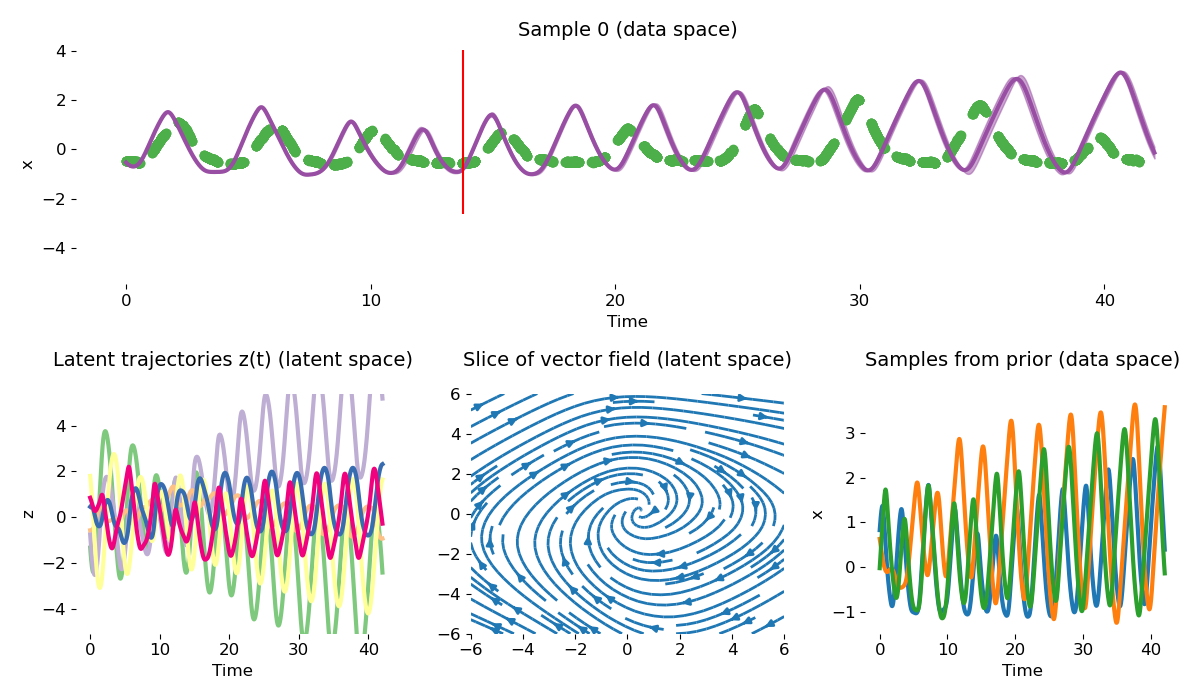 Sample 0 (data space)
4
2
0
−2
−4
x
0 10 20 30 40
Time
Latent trajectories z(t) (latent space)
4
2
0
−2
−4
z
0 10 20 30 40
Time
Slice of vector field (latent space)
6
4
2
0
−2
−4
−6
−6 −4 −2 0 2 4 6
Samples from prior (data space)
3
2
1
0
−1
x
0 10 20 30 40
Time